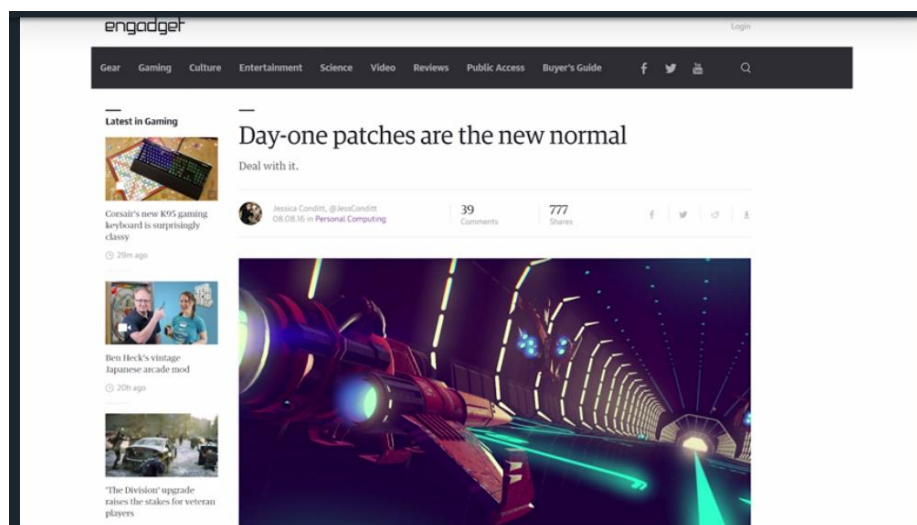 engadget
Login
Gear Gaming Culture Entertainment Science Video Reviews Public Access Buyer's Guide
Latest in Gaming
Corsair's new K95 gaming
keyboard is surprisingly
classy
29m ago
Ben Heck's vintage
Japanese arcade mod
20h ago
'The Division' upgrade
raises the stakes for veteran
players
Day-one patches are the new normal
Deal with it.
Jessica Conditt, @JessConditt
08.08.16 in Personal Computing
39
Comments
777
Shares